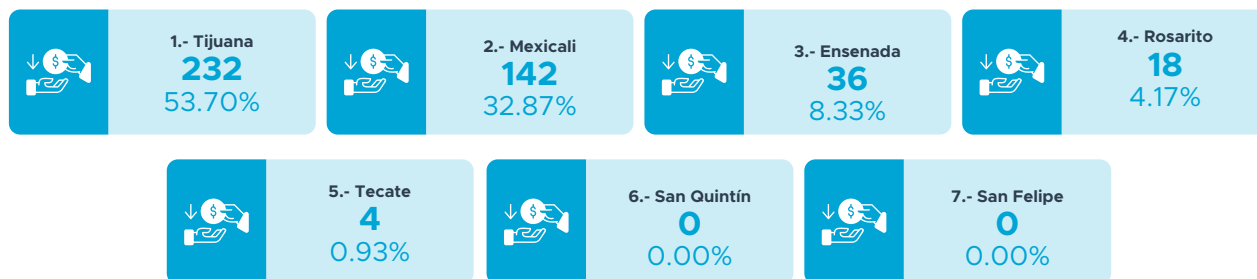 1.- Tijuana
232
53.70%
2.- Mexicali
142
32.87%
3.- Ensenada
36
8.33%
4.- Rosarito
18
4.17%
5.- Tecate
4
0.93%
6.- San Quintín
0
0.00%
7.- San Felipe
0
0.00%